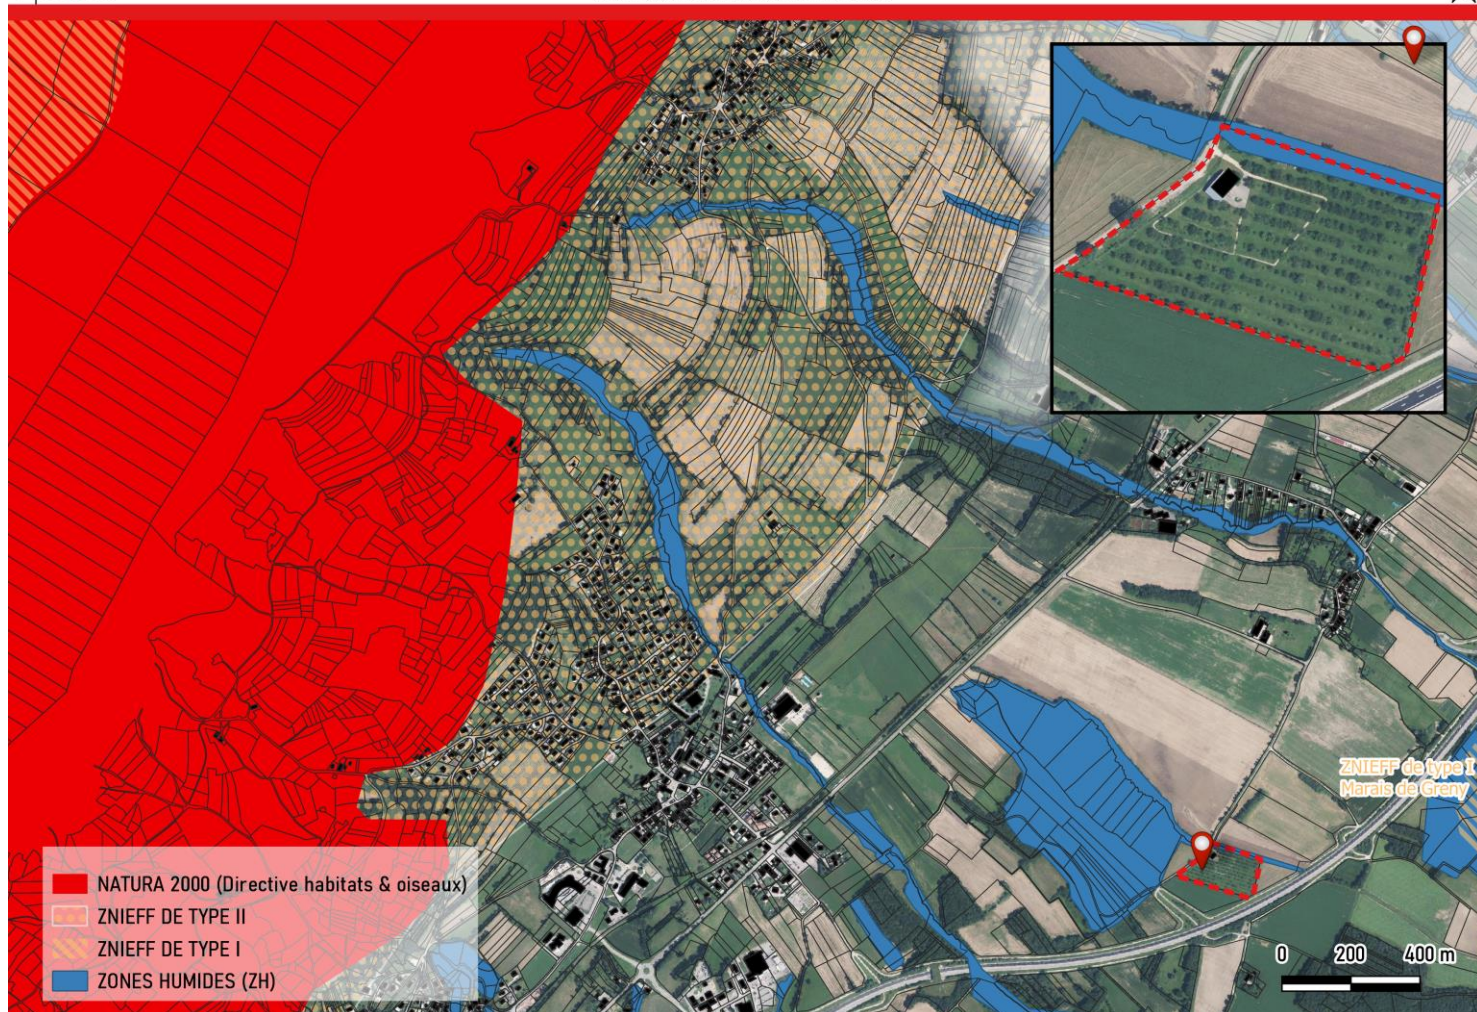 ZNIEFF de type I
Marais de Greny
NATURA 2000 (Directive habitats & oiseaux)
ZNIEFF DE TYPE II
ZNIEFF DE TYPE I
ZONES HUMIDES (ZH)
0 200 400 m